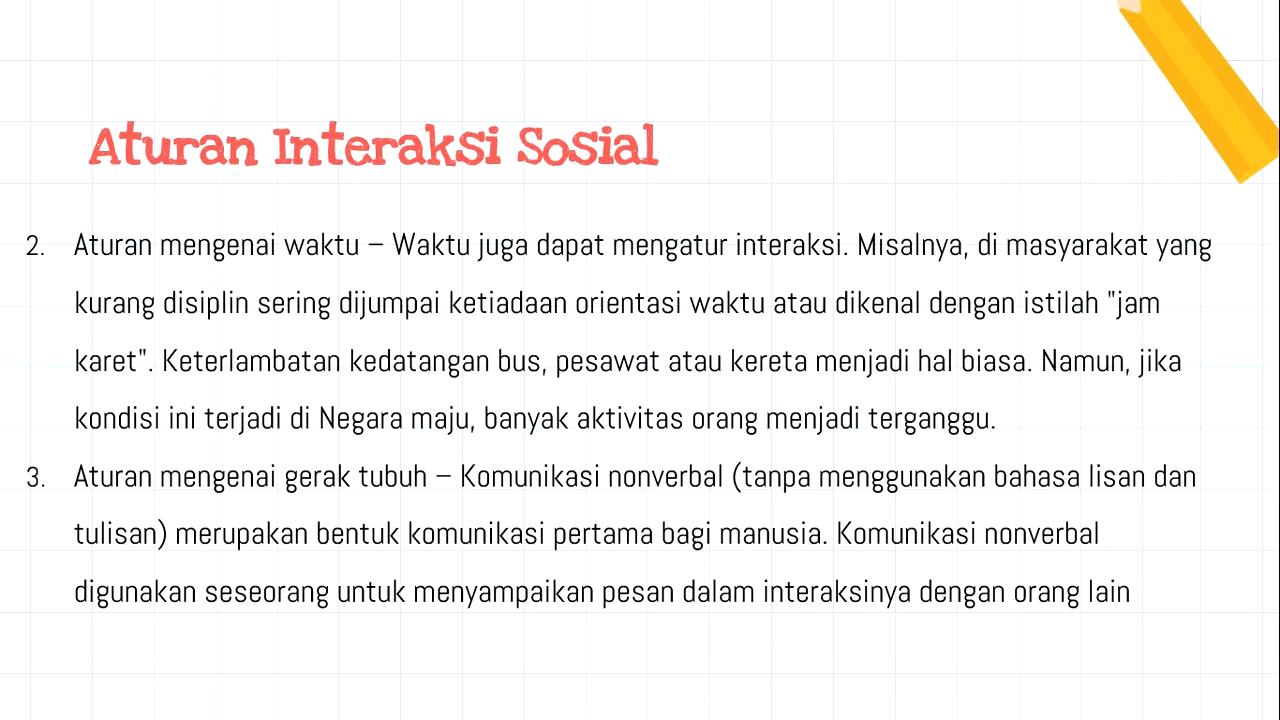 Aturan Interaksi Sosial
2. Aturan mengenai waktu – Waktu juga dapat mengatur interaksi. Misalnya, di masyarakat yang
kurang disiplin sering dijumpai ketiadaan orientasi waktu atau dikenal dengan istilah "jam
karet". Keterlambatan kedatangan bus, pesawat atau kereta menjadi hal biasa. Namun, jika
kondisi ini terjadi di Negara maju, banyak aktivitas orang menjadi terganggu.
3. Aturan mengenai gerak tubuh – Komunikasi nonverbal (tanpa menggunakan bahasa lisan dan
tulisan) merupakan bentuk komunikasi pertama bagi manusia. Komunikasi nonverbal
digunakan seseorang untuk menyampaikan pesan dalam interaksinya dengan orang lain